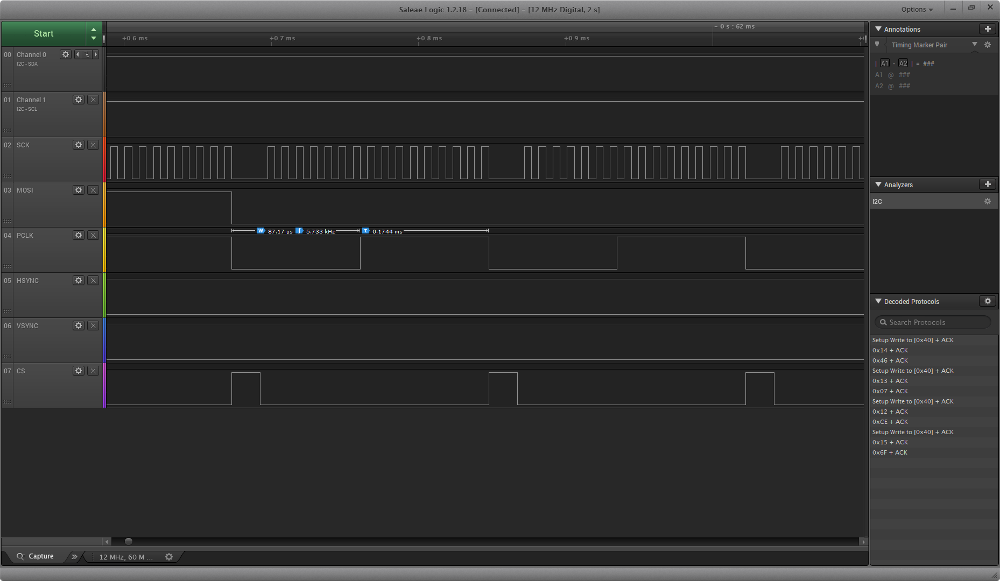 Saleae Logic 1.2.18 - [Connected] - [12 MHz Digital, 2 s]
Options
Start
- 0 s : 62 ms
+0.6 ms +0.7 ms +0.8 ms +0.9 ms
00 Channel 0
I2C - SDA
01 Channel 1
I2C - SCL
02 SCK
03 MOSI
W 87.17 µs f 5.733 kHz τ 0.1744 ms
04 PCLK
05 HSYNC
06 VSYNC
07 CS
Capture
12 MHz, 60 M ...
Annotations
Timing Marker Pair
| A1 - A2 | = ###
A1 @ ###
A2 @ ###
Analyzers
I2C
Decoded Protocols
Search Protocols
Setup Write to [0x40] + ACK
0x14 + ACK
0x46 + ACK
Setup Write to [0x40] + ACK
0x13 + ACK
0x07 + ACK
Setup Write to [0x40] + ACK
0x12 + ACK
0xCE + ACK
Setup Write to [0x40] + ACK
0x15 + ACK
0x6F + ACK